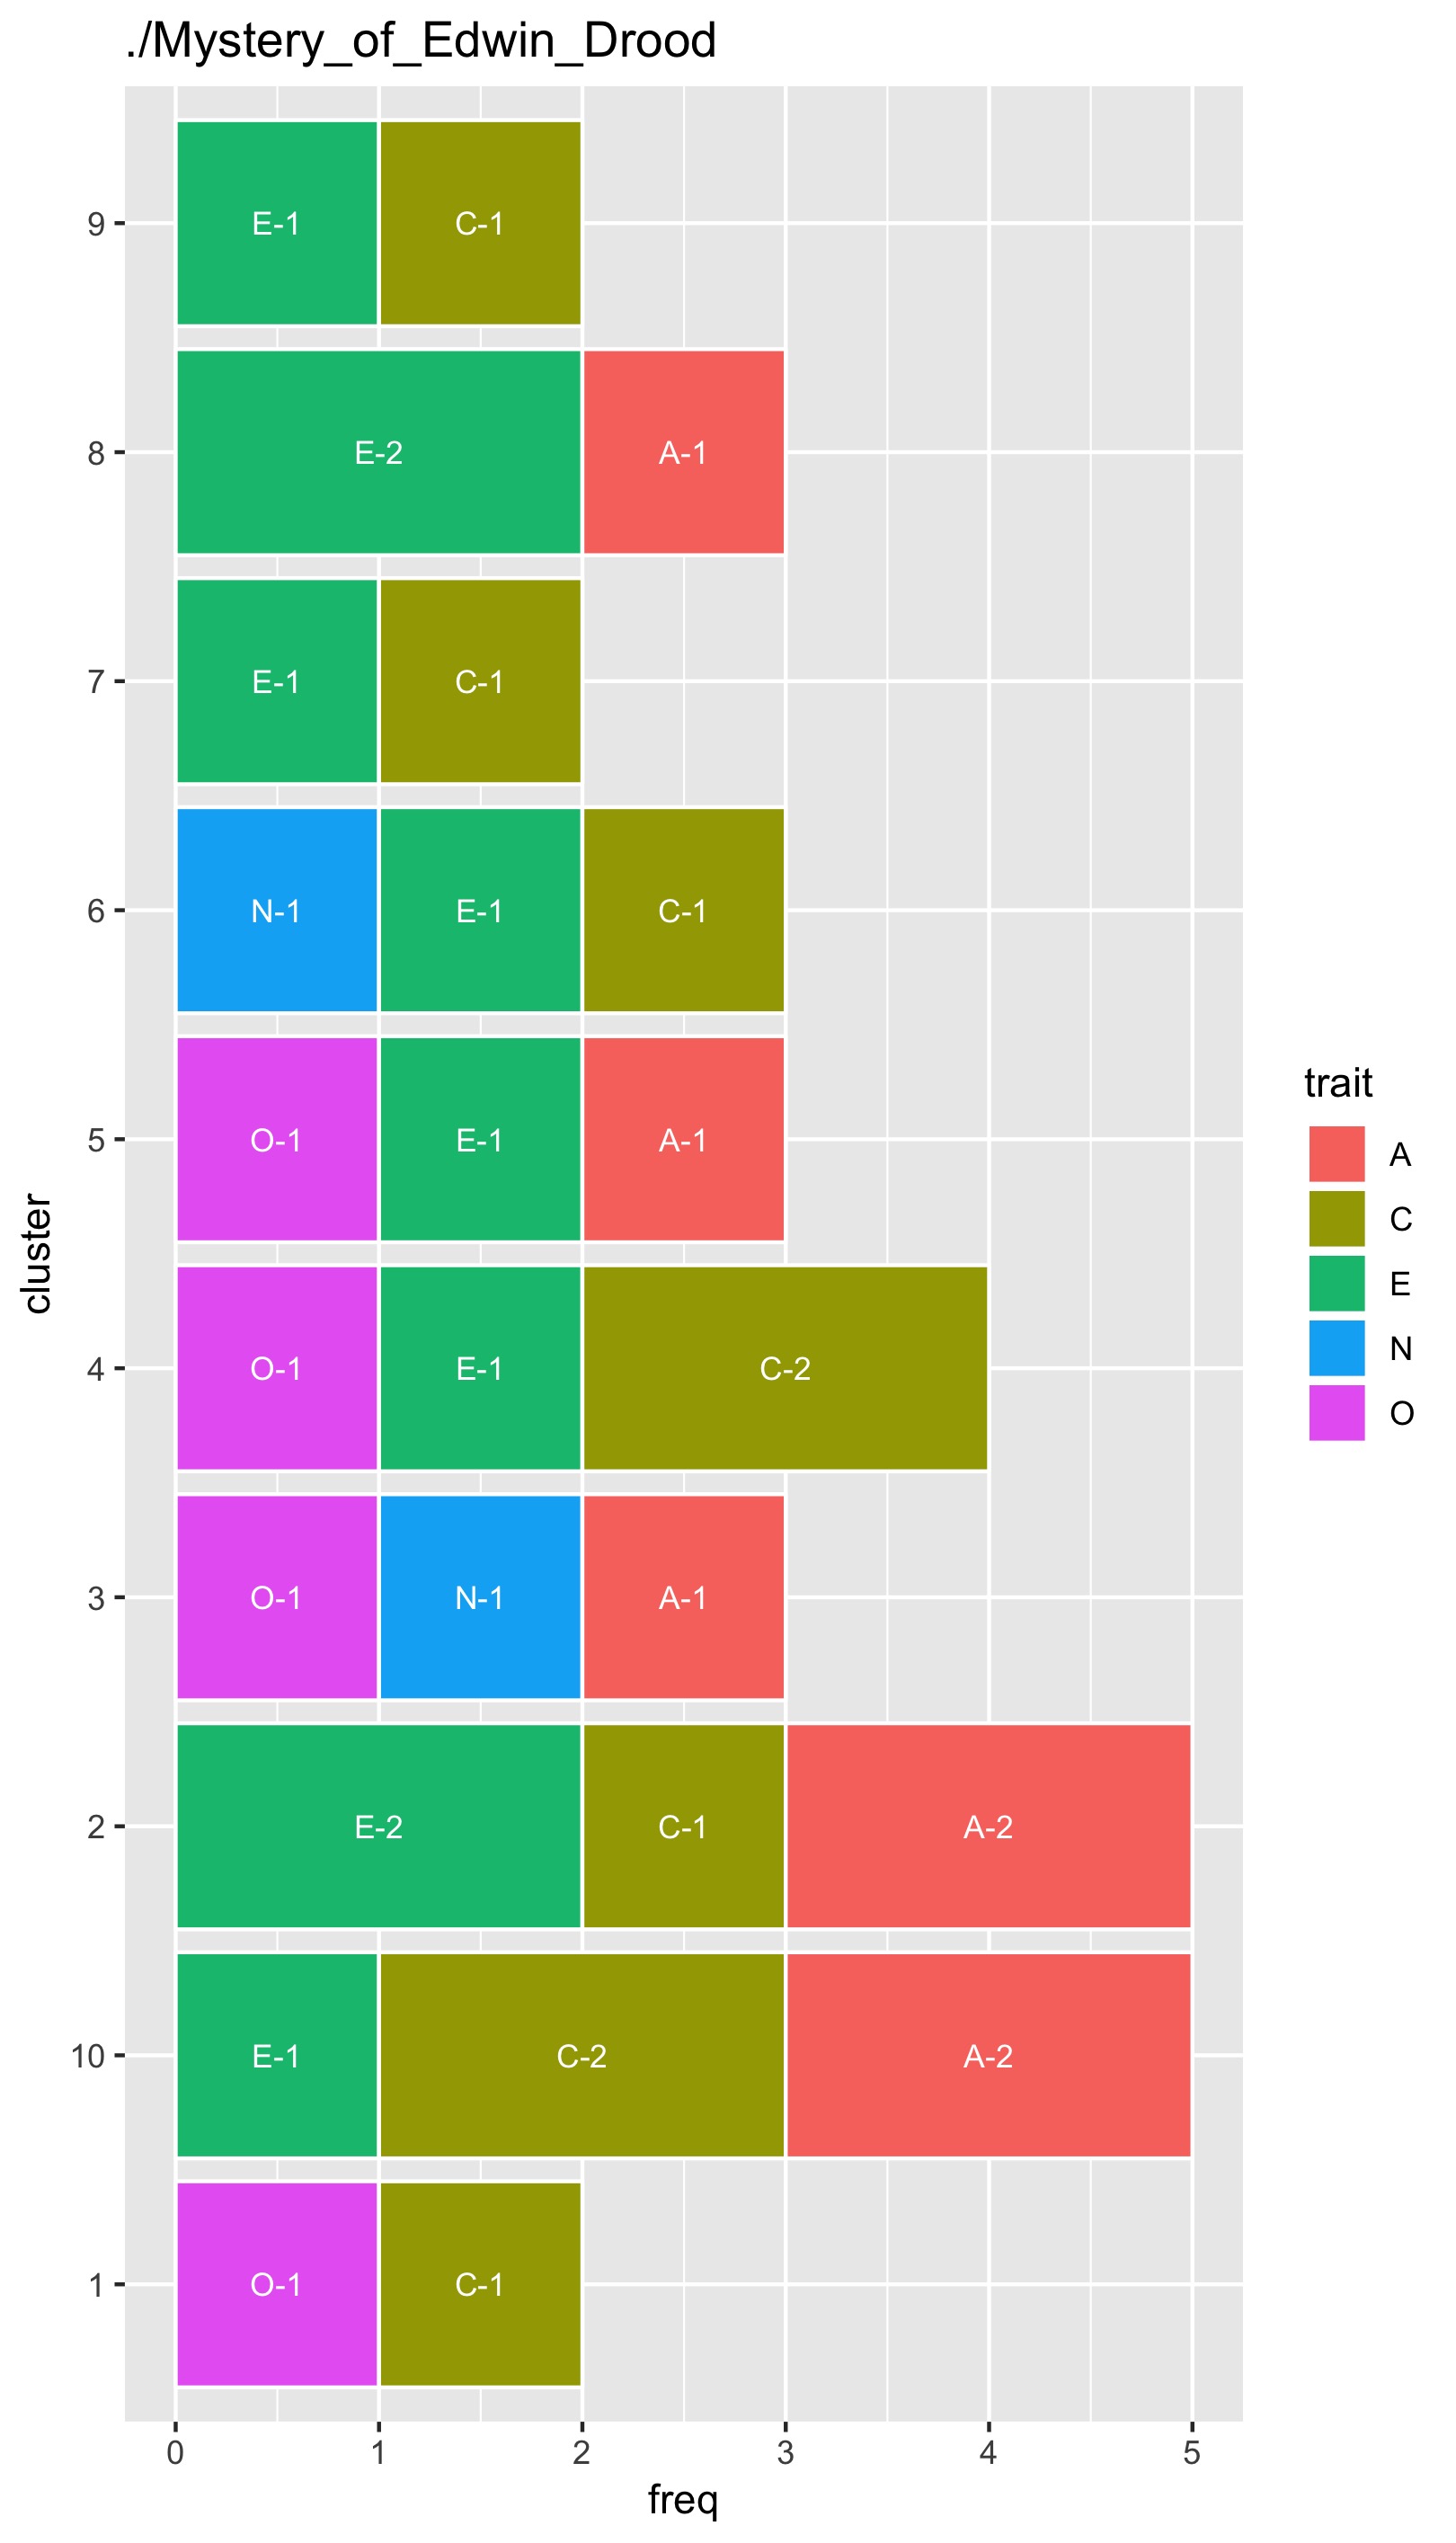 ./Mystery_of_Edwin_Drood
9
E-1 C-1
8
E-2 A-1
7
E-1 C-1
6
N-1 E-1 C-1
5
O-1 E-1 A-1
4
O-1 E-1 C-2
3
O-1 N-1 A-1
2
E-2 C-1 A-2
10
E-1 C-2 A-2
1
O-1 C-1
0 1 2 3 4 5
freq
cluster
trait
A
C
E
N
O